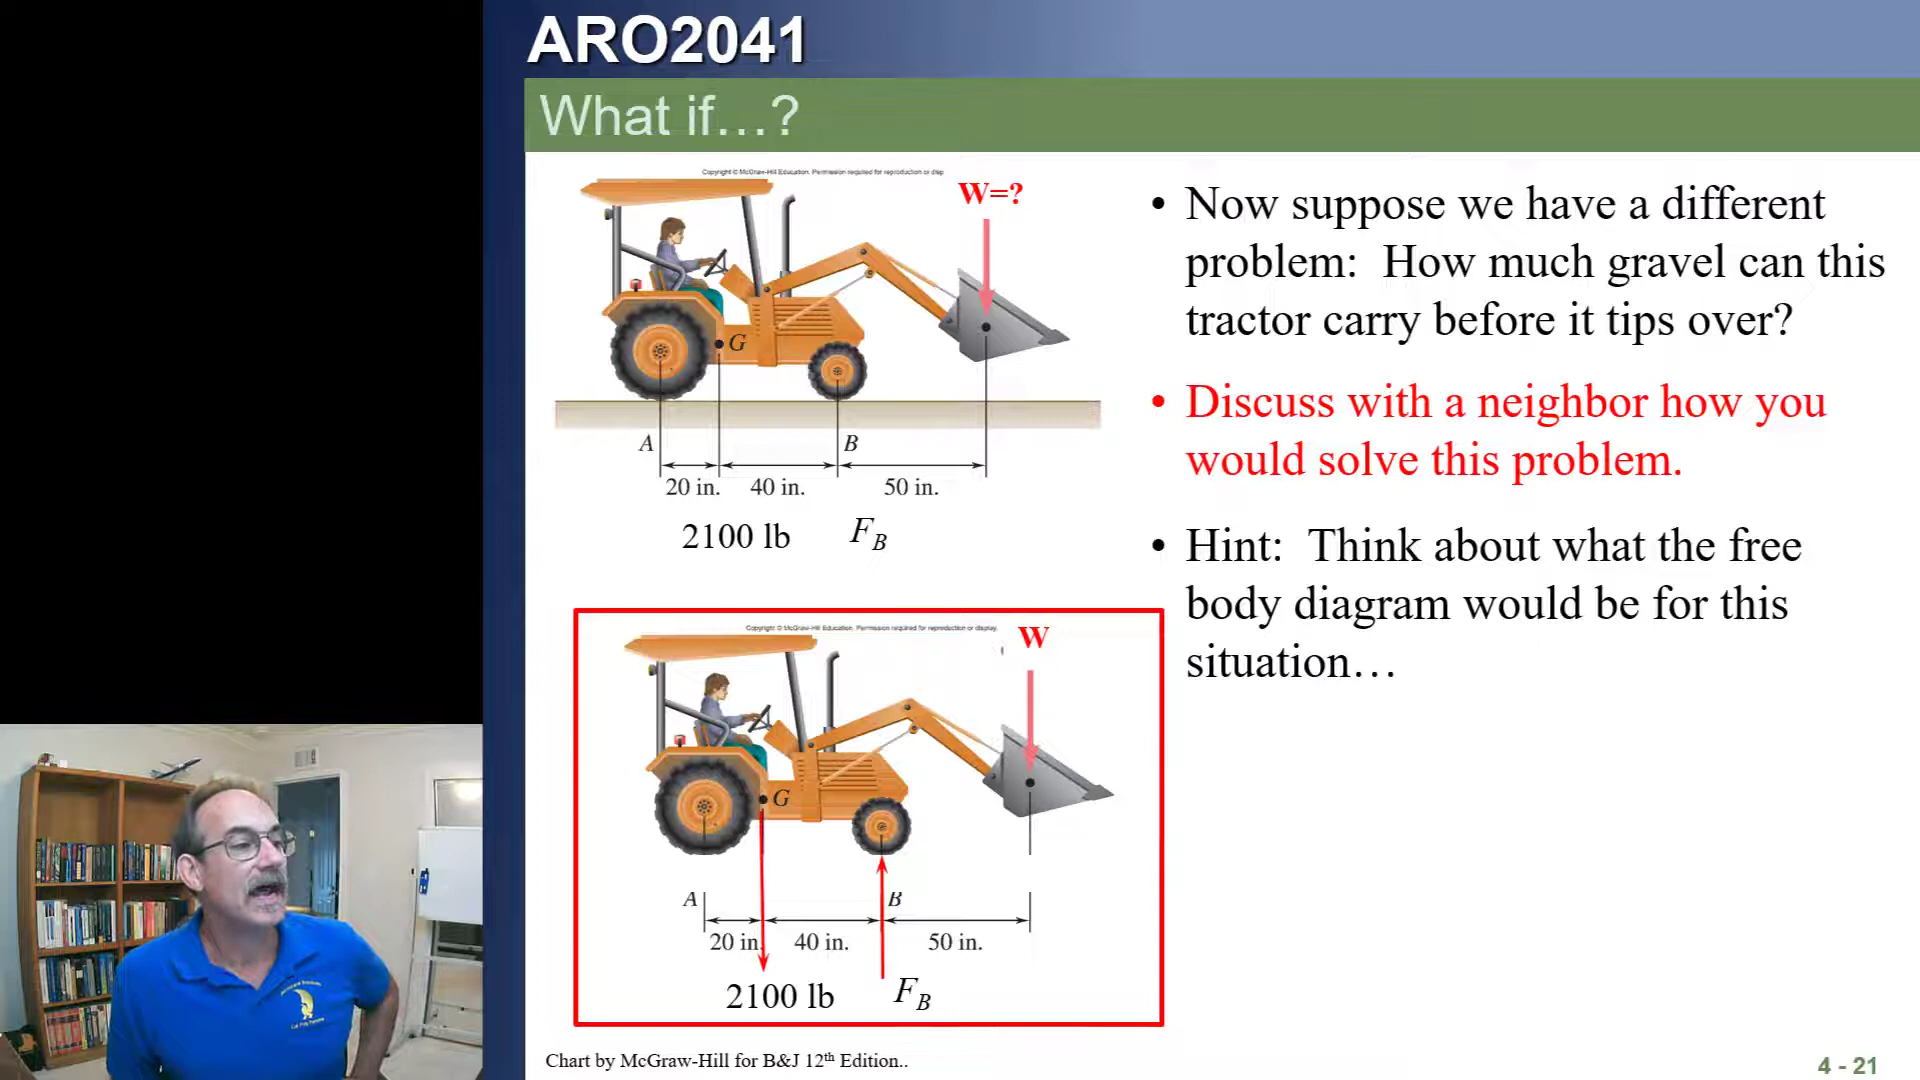 ARO2041
What if…?
Copyright © McGraw-Hill Education. Permission required for reproduction or disp
W=?
G
A
B
20 in.
40 in.
50 in.
2100 lb
F_B
• Now suppose we have a different
problem: How much gravel can this
tractor carry before it tips over?
• Discuss with a neighbor how you
would solve this problem.
• Hint: Think about what the free
body diagram would be for this
situation…
Copyright © McGraw-Hill Education. Permission required for reproduction or display.
W
G
A
B
20 in.
40 in.
50 in.
2100 lb
F_B
Chart by McGraw-Hill for B&J 12th Edition..
4 - 21